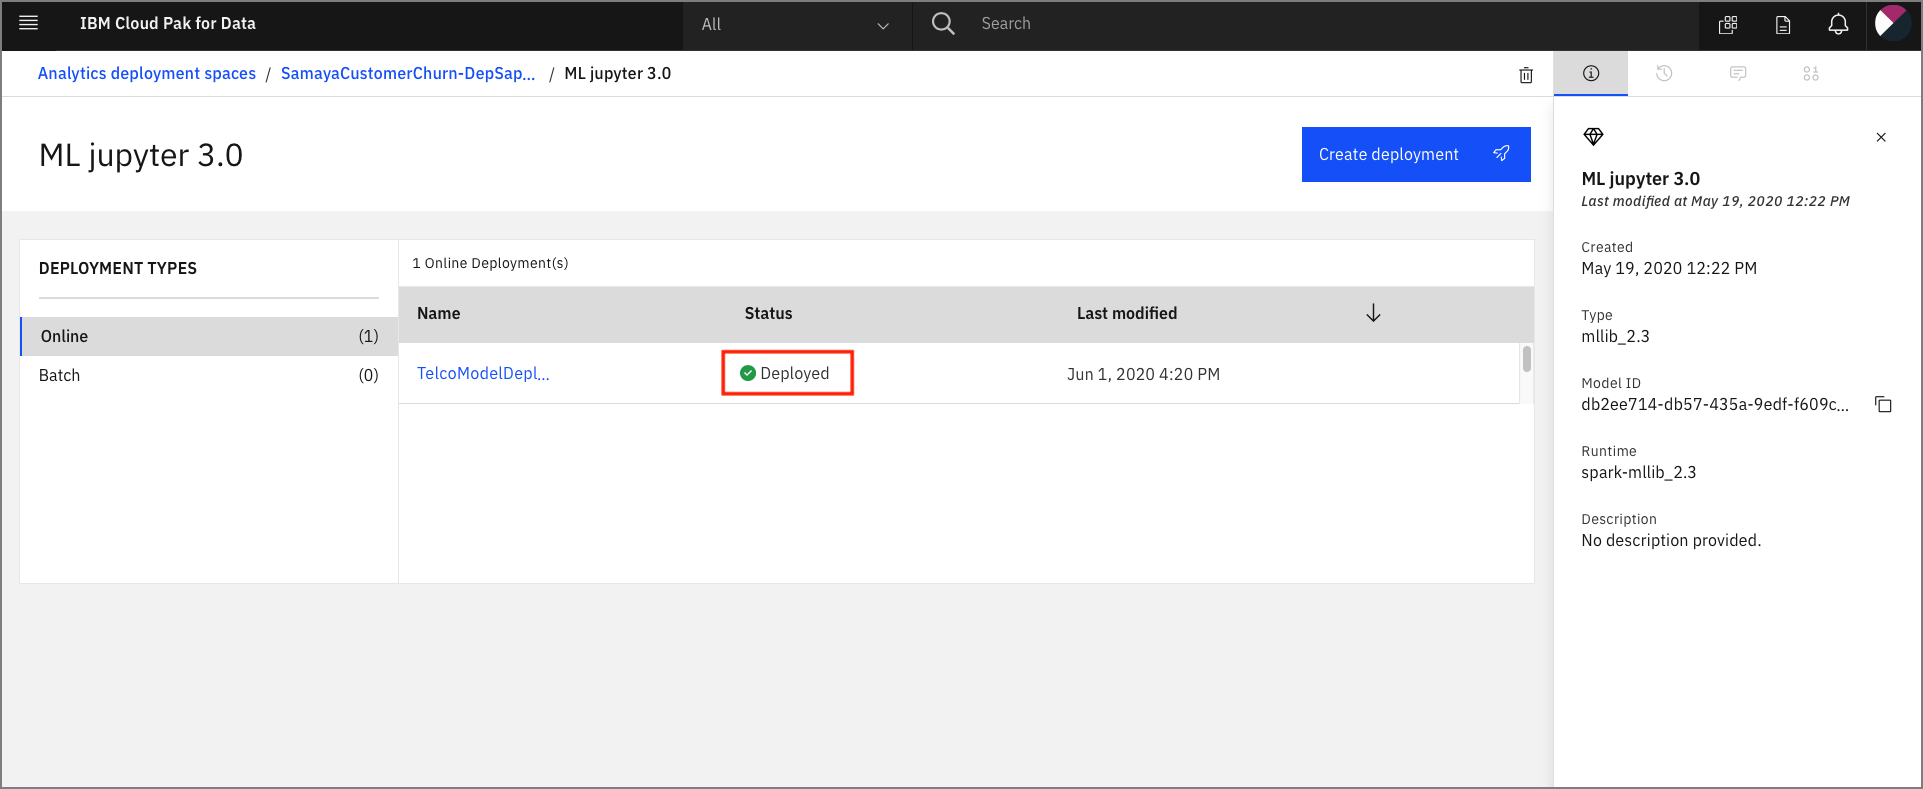 IBM Cloud Pak for Data
All
Search
Analytics deployment spaces / SamayaCustomerChurn-DepSap... / ML jupyter 3.0
ML jupyter 3.0
Create deployment
DEPLOYMENT TYPES
Online (1)
Batch (0)
1 Online Deployment(s)
Name Status Last modified
TelcoModelDepl... Deployed Jun 1, 2020 4:20 PM
ML jupyter 3.0
Last modified at May 19, 2020 12:22 PM
Created
May 19, 2020 12:22 PM
Type
mllib_2.3
Model ID
db2ee714-db57-435a-9edf-f609c...
Runtime
spark-mllib_2.3
Description
No description provided.